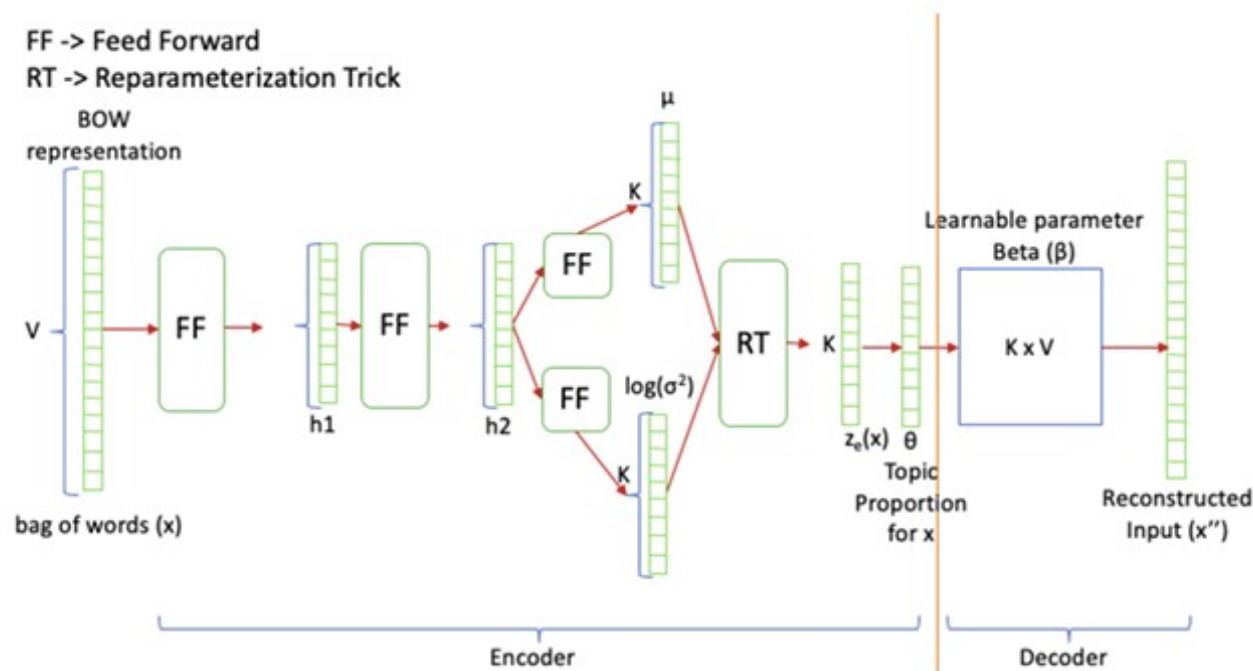 FF -> Feed Forward
RT -> Reparameterization Trick
BOW
representation
V
bag of words (x)
FF
h1
FF
h2
FF
FF
K
μ
log(σ²)
K
RT
K
zₑ(x)
θ
Topic
Proportion
for x
Learnable parameter
Beta (β)
K x V
Reconstructed
Input (x′′)
Encoder
Decoder